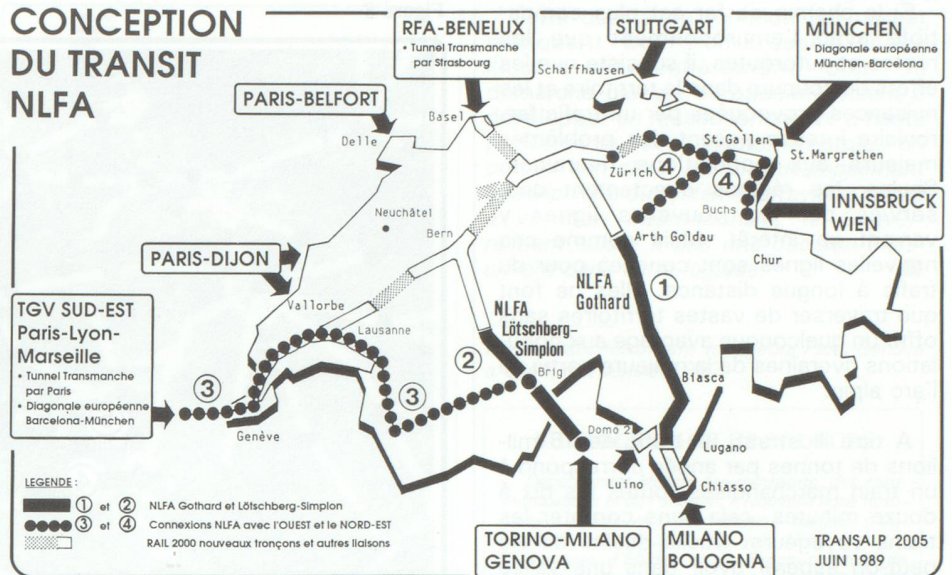 CONCEPTION
DU TRANSIT
NLFA
RFA-BENELUX
• Tunnel Transmanche
par Strasbourg
STUTTGART
MÜNCHEN
• Diagonale européenne
München-Barcelona
PARIS-BELFORT
Schaffhausen
Basel
Delle
St.Gallen
St.Margrethen
Zürich
4
4
Buchs
INNSBRUCK
WIEN
Neuchâtel
Bern
Arth Goldau
Chur
PARIS-DIJON
NLFA
Gothard
1
Vallorbe
Lausanne
NLFA
Lötschberg-
Simplon
TGV SUD-EST
Paris-Lyon-
Marseille
• Tunnel Transmanche
par Paris
• Diagonale européenne
Barcelona-München
3
3
2
Brig
Biasca
Genève
Domo 2
Lugano
Luino
Chiasso
LEGENDE :
1 et 2 NLFA Gothard et Lötschberg-Simplon
3 et 4 Connexions NLFA avec l'OUEST et le NORD-EST
RAIL 2000 nouveaux tronçons et autres liaisons
TORINO-MILANO
GENOVA
MILANO
BOLOGNA
TRANSALP 2005
JUIN 1989